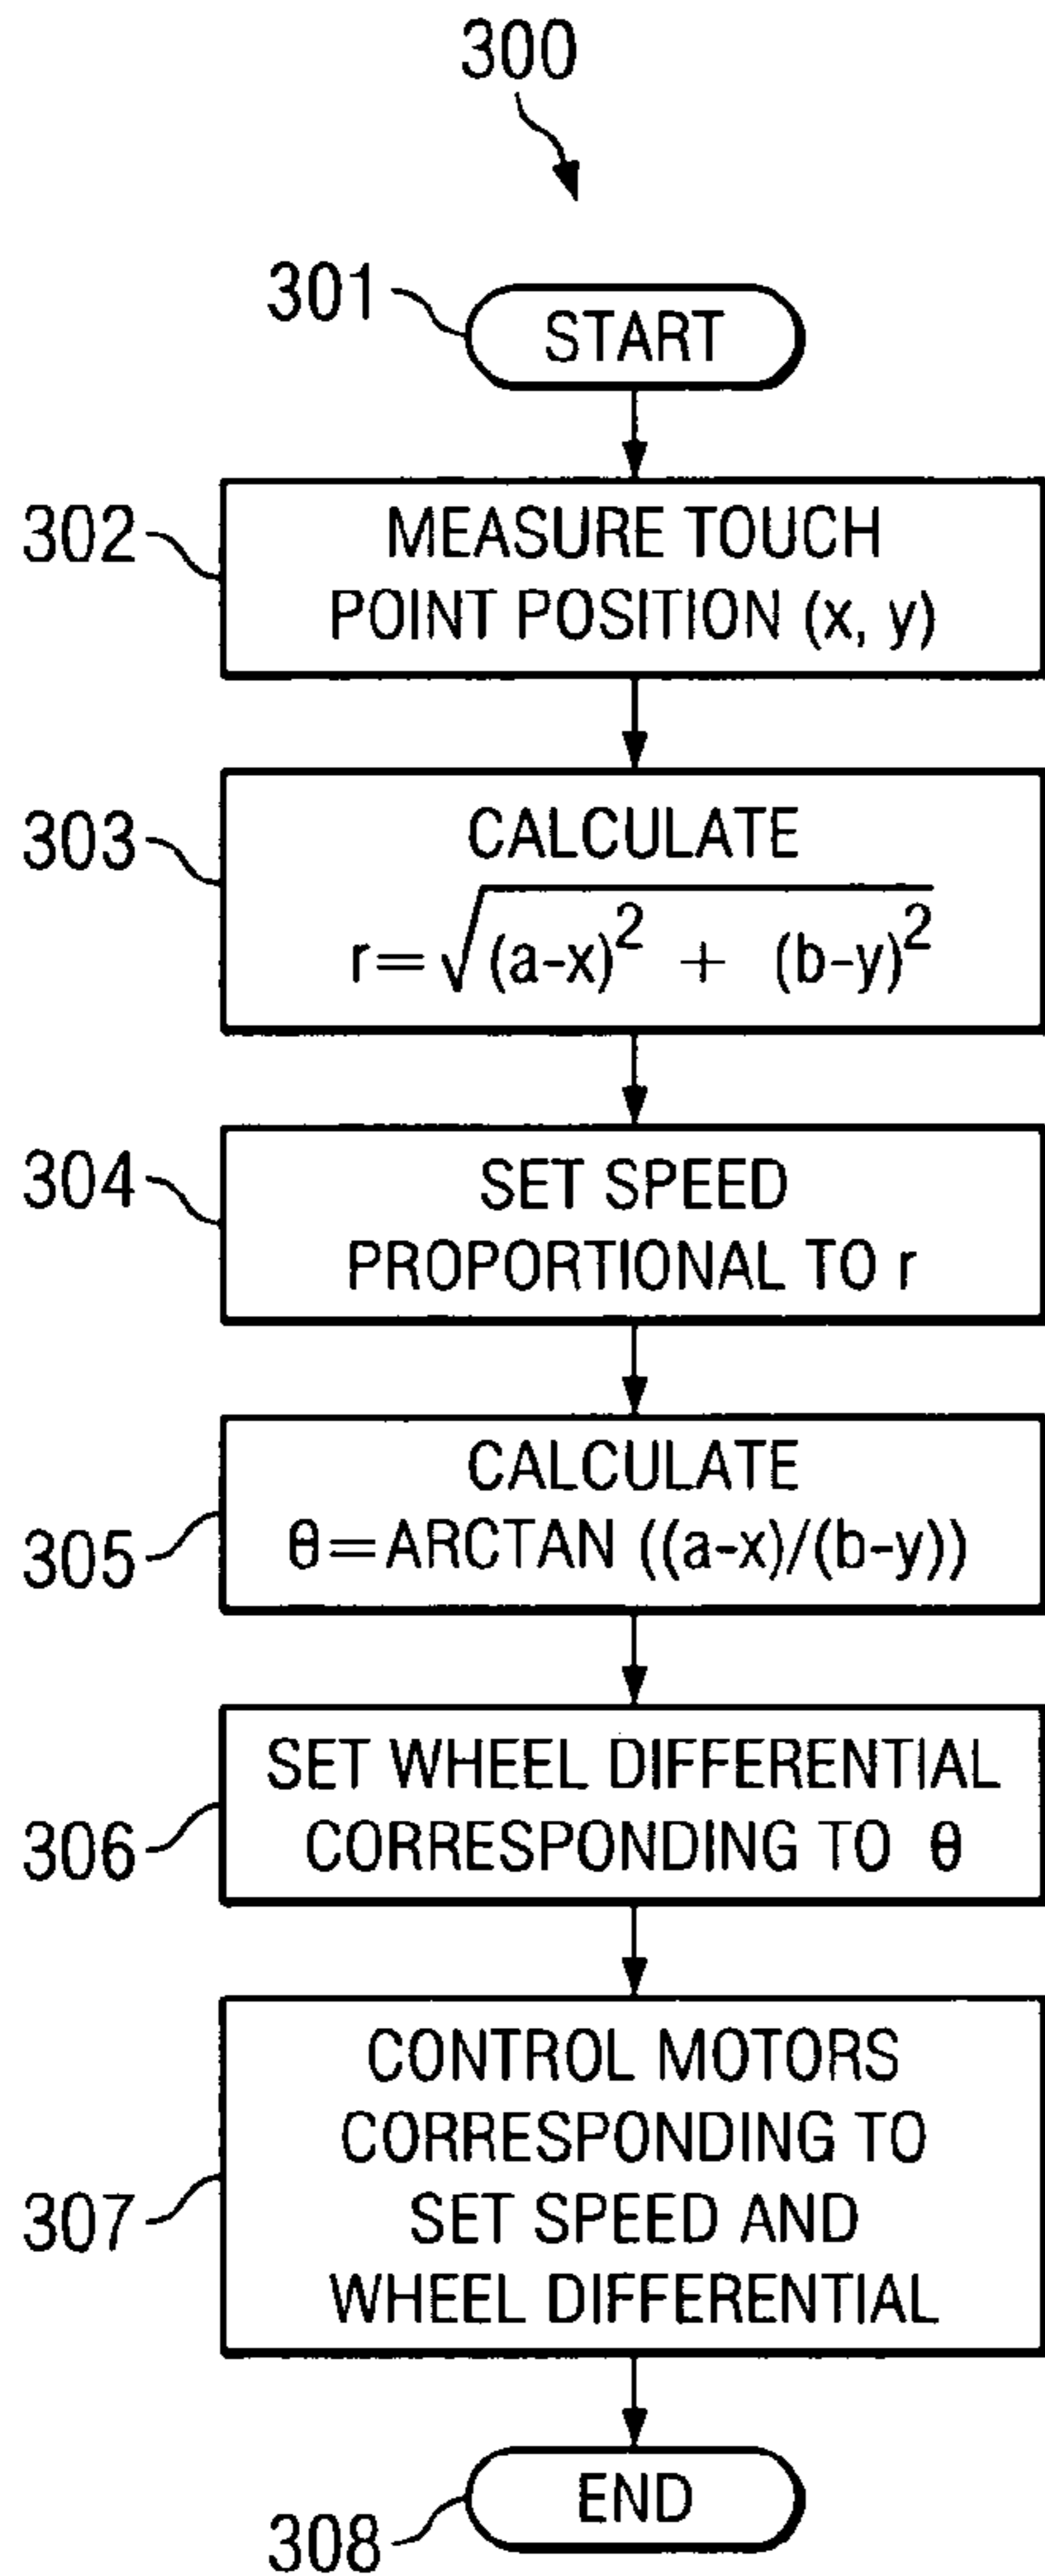 300
301
START
302
MEASURE TOUCH
POINT POSITION (x, y)
303
CALCULATE
r=√(a-x)² + (b-y)²
304
SET SPEED
PROPORTIONAL TO r
305
CALCULATE
θ=ARCTAN ((a-x)/(b-y))
306
SET WHEEL DIFFERENTIAL
CORRESPONDING TO θ
307
CONTROL MOTORS
CORRESPONDING TO
SET SPEED AND
WHEEL DIFFERENTIAL
308
END